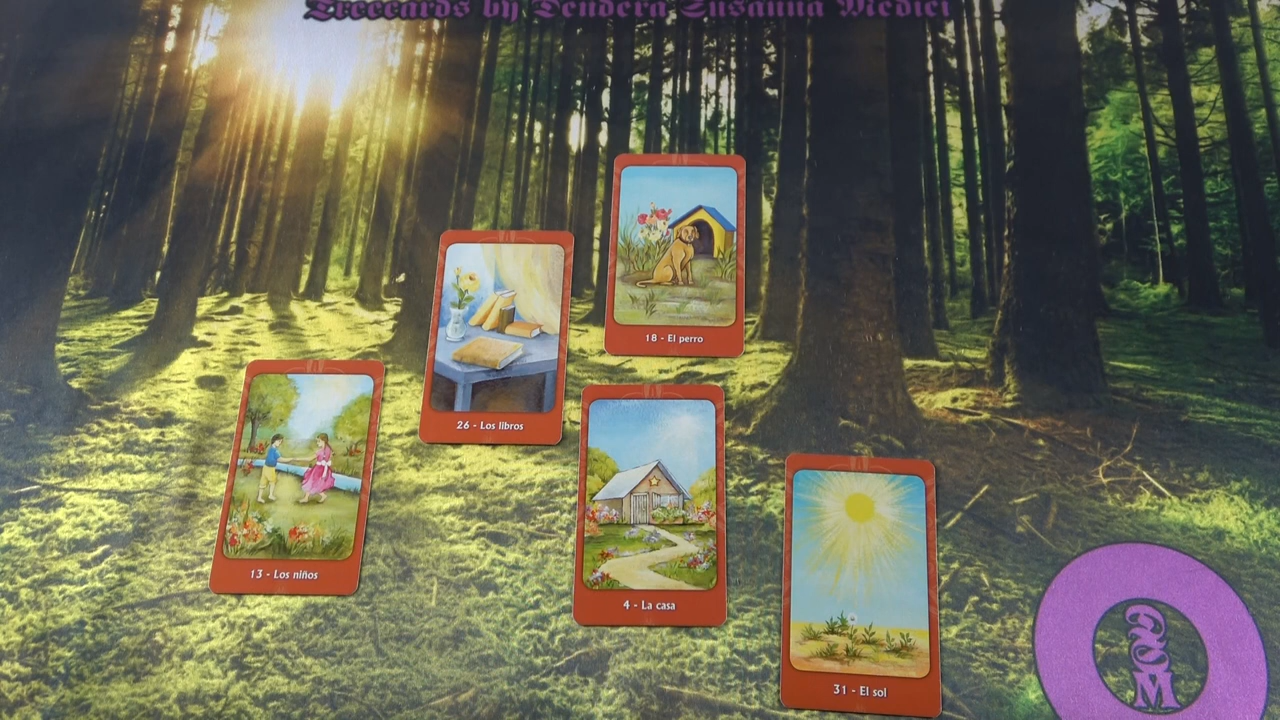 Treecards by Dendera Susanna Medici
18 - El perro
26 - Los libros
13 - Los niños
4 - La casa
31 - El sol